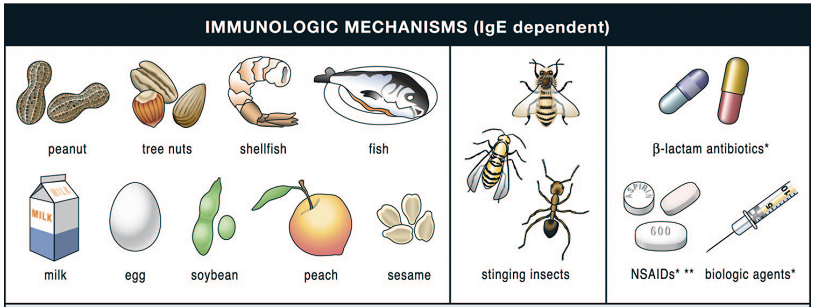 IMMUNOLOGIC MECHANISMS (IgE dependent)
peanut
tree nuts
shellfish
fish
β-lactam antibiotics*
MILK
MILK
ASPIRIN
600
milk
egg
soybean
peach
sesame
stinging insects
NSAIDs* **
biologic agents*